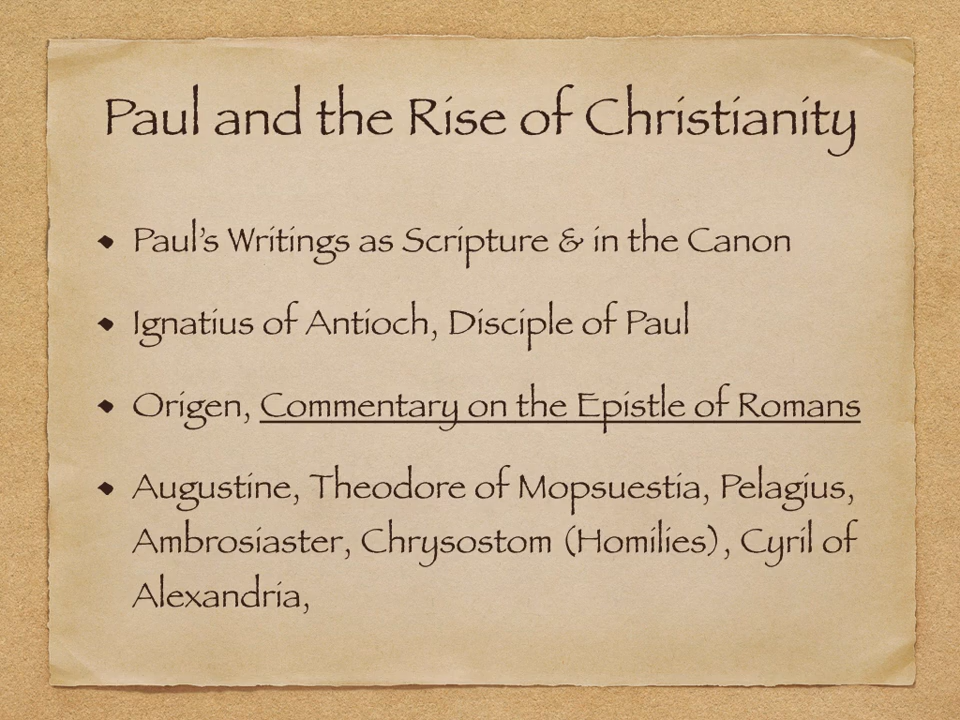 Paul and the Rise of Christianity
Paul's Writings as Scripture & in the Canon
Ignatius of Antioch, Disciple of Paul
Origen, Commentary on the Epistle of Romans
Augustine, Theodore of Mopsuestia, Pelagius,
Ambrosiaster, Chrysostom (Homilies), Cyril of
Alexandria,